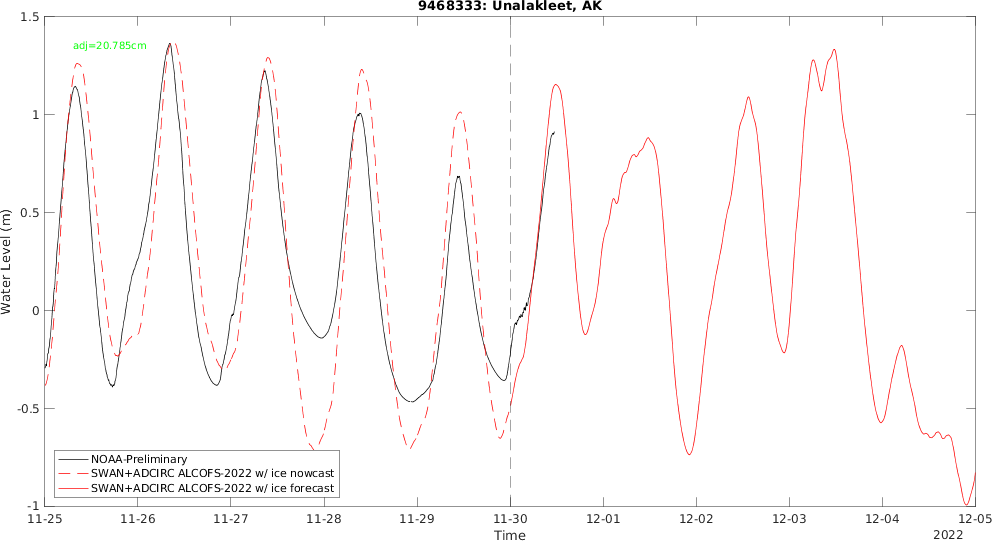 9468333: Unalakleet, AK
adj=20.785cm
1.5
1
0.5
0
-0.5
-1
Water Level (m)
NOAA-Preliminary
SWAN+ADCIRC ALCOFS-2022 w/ ice nowcast
SWAN+ADCIRC ALCOFS-2022 w/ ice forecast
11-25 11-26 11-27 11-28 11-29 11-30 12-01 12-02 12-03 12-04 12-05
Time
2022